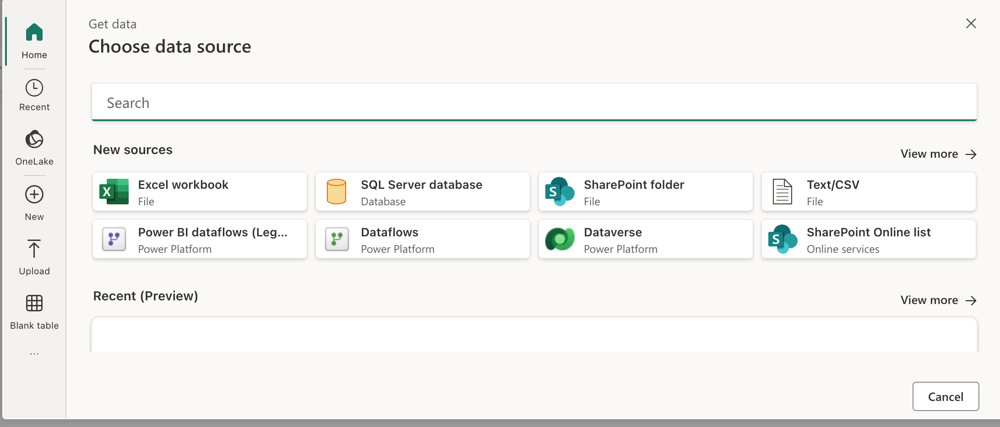 Home
Recent
OneLake
New
Upload
Blank table
...
Get data
Choose data source
Search
New sources
View more
Excel workbook
File
SQL Server database
Database
SharePoint folder
File
Text/CSV
File
Power BI dataflows (Leg...
Power Platform
Dataflows
Power Platform
Dataverse
Power Platform
SharePoint Online list
Online services
Recent (Preview)
View more
Cancel